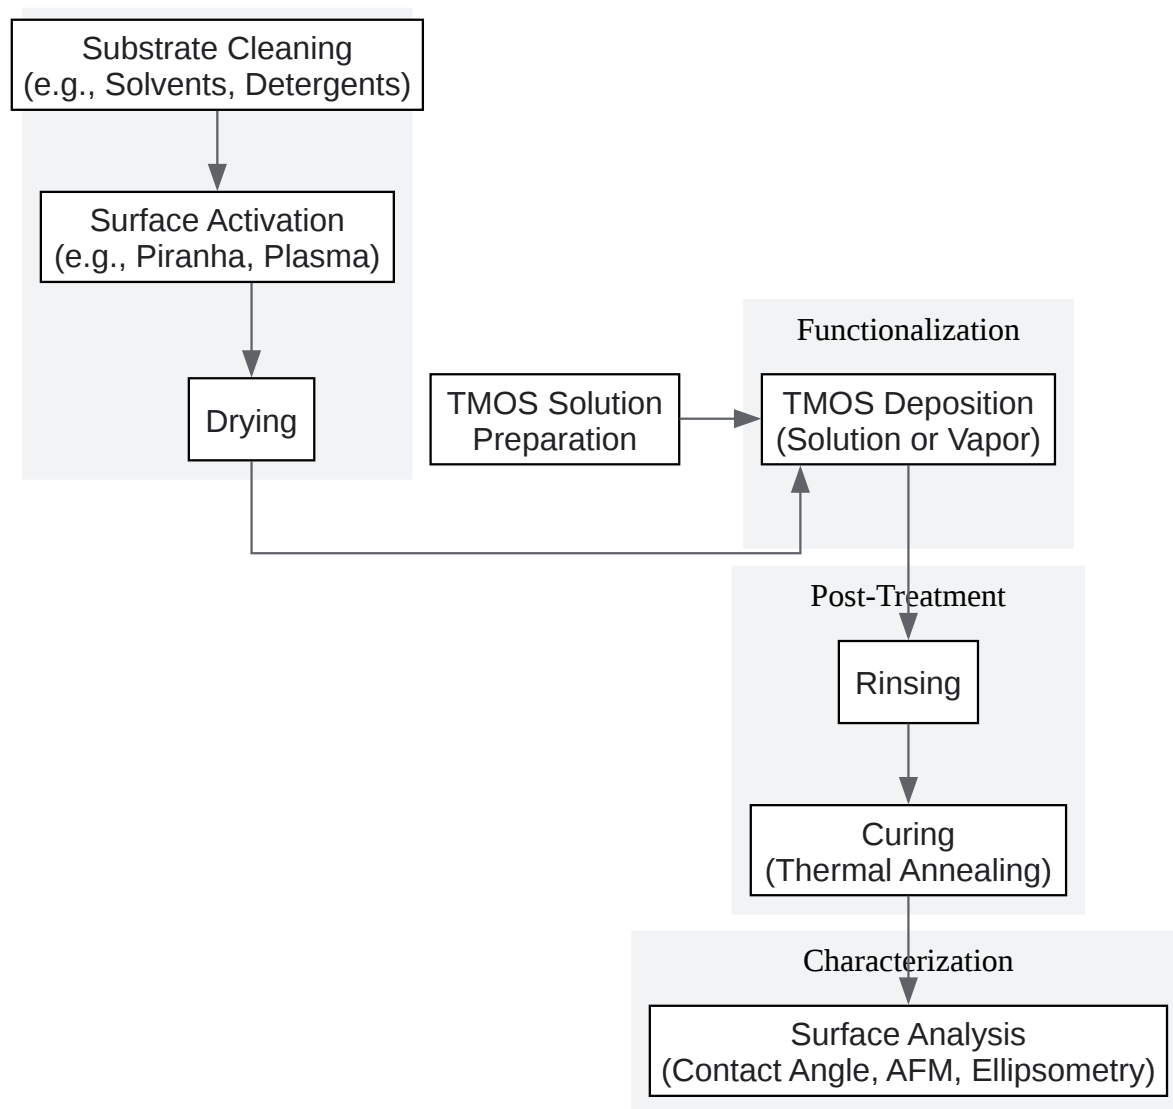 Substrate Cleaning
(e.g., Solvents, Detergents)
Surface Activation
(e.g., Piranha, Plasma)
Drying
TMOS Solution
Preparation
Functionalization
TMOS Deposition
(Solution or Vapor)
Post-Treatment
Rinsing
Curing
(Thermal Annealing)
Characterization
Surface Analysis
(Contact Angle, AFM, Ellipsometry)